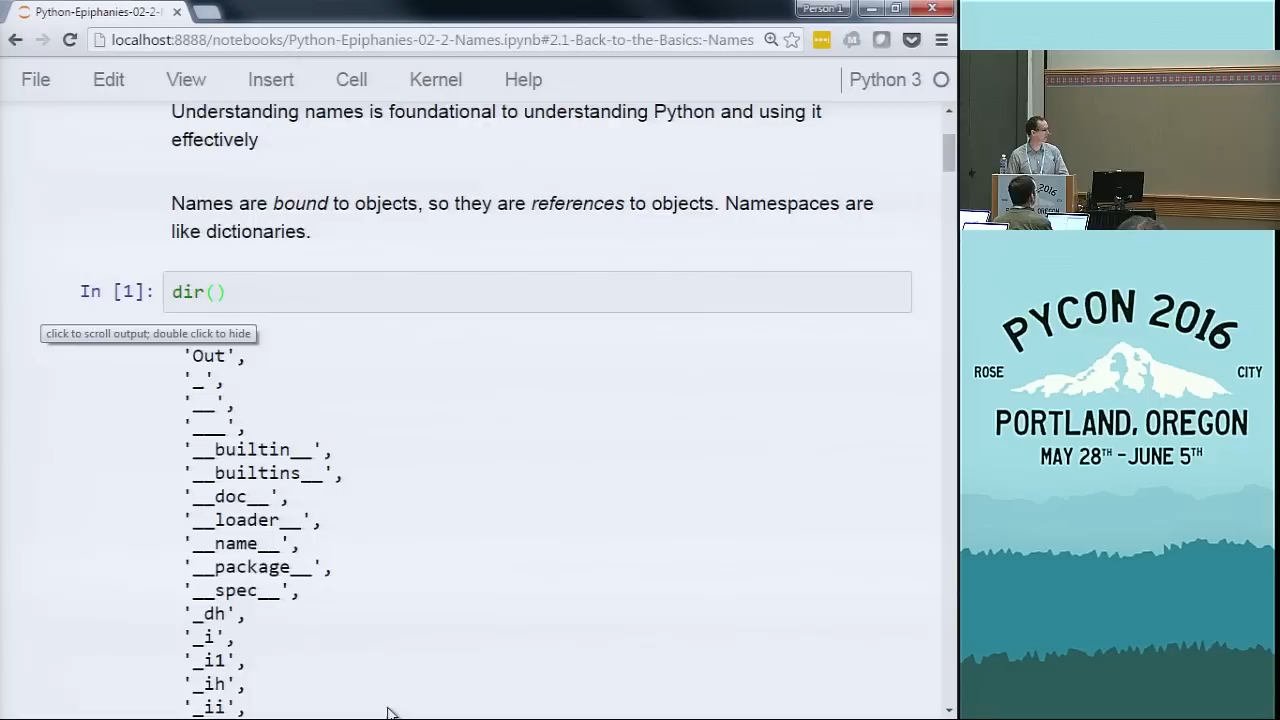 Python-Epiphanies-02-2-
Person 1
localhost:8888/notebooks/Python-Epiphanies-02-2-Names.ipynb#2.1-Back-to-the-Basics:-Names
File Edit View Insert Cell Kernel Help Python 3
Understanding names is foundational to understanding Python and using it
effectively
Names are bound to objects, so they are references to objects. Namespaces are
like dictionaries.
In [1]: dir()
click to scroll output; double click to hide
'Out',
'_',
'__',
'___',
'__builtin__',
'__builtins__',
'__doc__',
'__loader__',
'__name__',
'__package__',
'__spec__',
'_dh',
'_i',
'_i1',
'_ih',
'_ii',
2016
PYCON 2016
ROSE CITY
PORTLAND, OREGON
MAY 28TH - JUNE 5TH